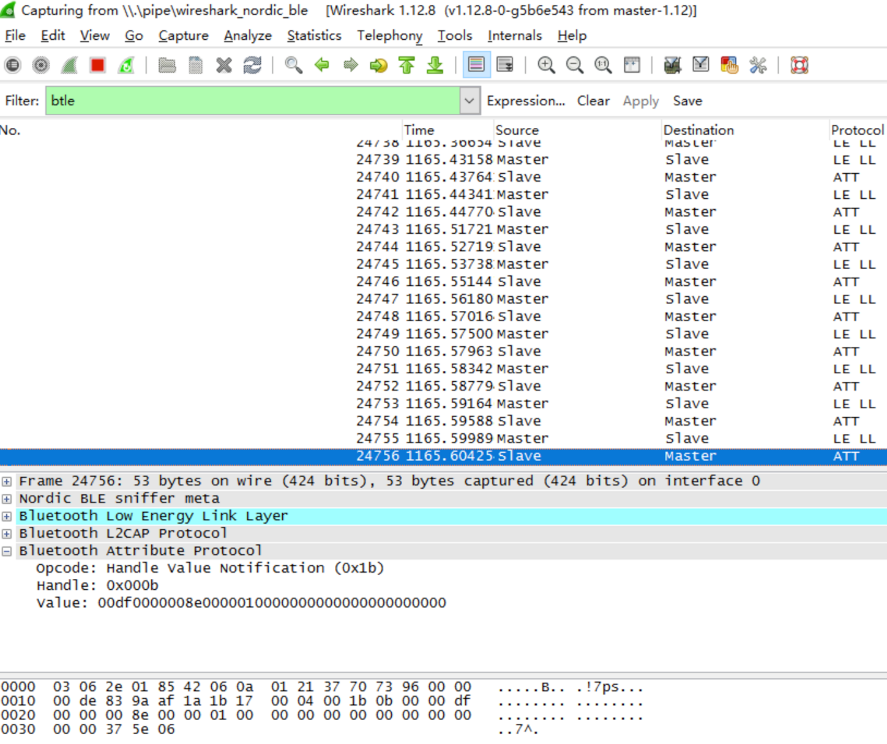 Capturing from \\.\pipe\wireshark_nordic_ble [Wireshark 1.12.8 (v1.12.8-0-g5b6e543 from master-1.12)]
File Edit View Go Capture Analyze Statistics Telephony Tools Internals Help
Filter: btle Expression... Clear Apply Save
No. Time Source Destination Protocol
24738 1165.36654 Slave Master LE LL
24739 1165.43158 Master Slave LE LL
24740 1165.43764 Slave Master ATT
24741 1165.44341 Master Slave LE LL
24742 1165.44770 Slave Master ATT
24743 1165.51721 Master Slave LE LL
24744 1165.52719 Slave Master ATT
24745 1165.53738 Master Slave LE LL
24746 1165.55144 Slave Master ATT
24747 1165.56180 Master Slave LE LL
24748 1165.57016 Slave Master ATT
24749 1165.57500 Master Slave LE LL
24750 1165.57963 Slave Master ATT
24751 1165.58342 Master Slave LE LL
24752 1165.58779 Slave Master ATT
24753 1165.59164 Master Slave LE LL
24754 1165.59588 Slave Master ATT
24755 1165.59989 Master Slave LE LL
24756 1165.60425 Slave Master ATT
Frame 24756: 53 bytes on wire (424 bits), 53 bytes captured (424 bits) on interface 0
Nordic BLE sniffer meta
Bluetooth Low Energy Link Layer
Bluetooth L2CAP Protocol
Bluetooth Attribute Protocol
Opcode: Handle Value Notification (0x1b)
Handle: 0x000b
Value: 00df0000008e0000010000000000000000000000
0000 03 06 2e 01 85 42 06 0a 01 21 37 70 73 96 00 00 .....B.. .!7ps...
0010 00 de 83 9a af 1a 1b 17 00 04 00 1b 0b 00 00 df ........ ........
0020 00 00 00 8e 00 00 01 00 00 00 00 00 00 00 00 00 ........ ........
0030 00 00 37 5e 06 ..7^.